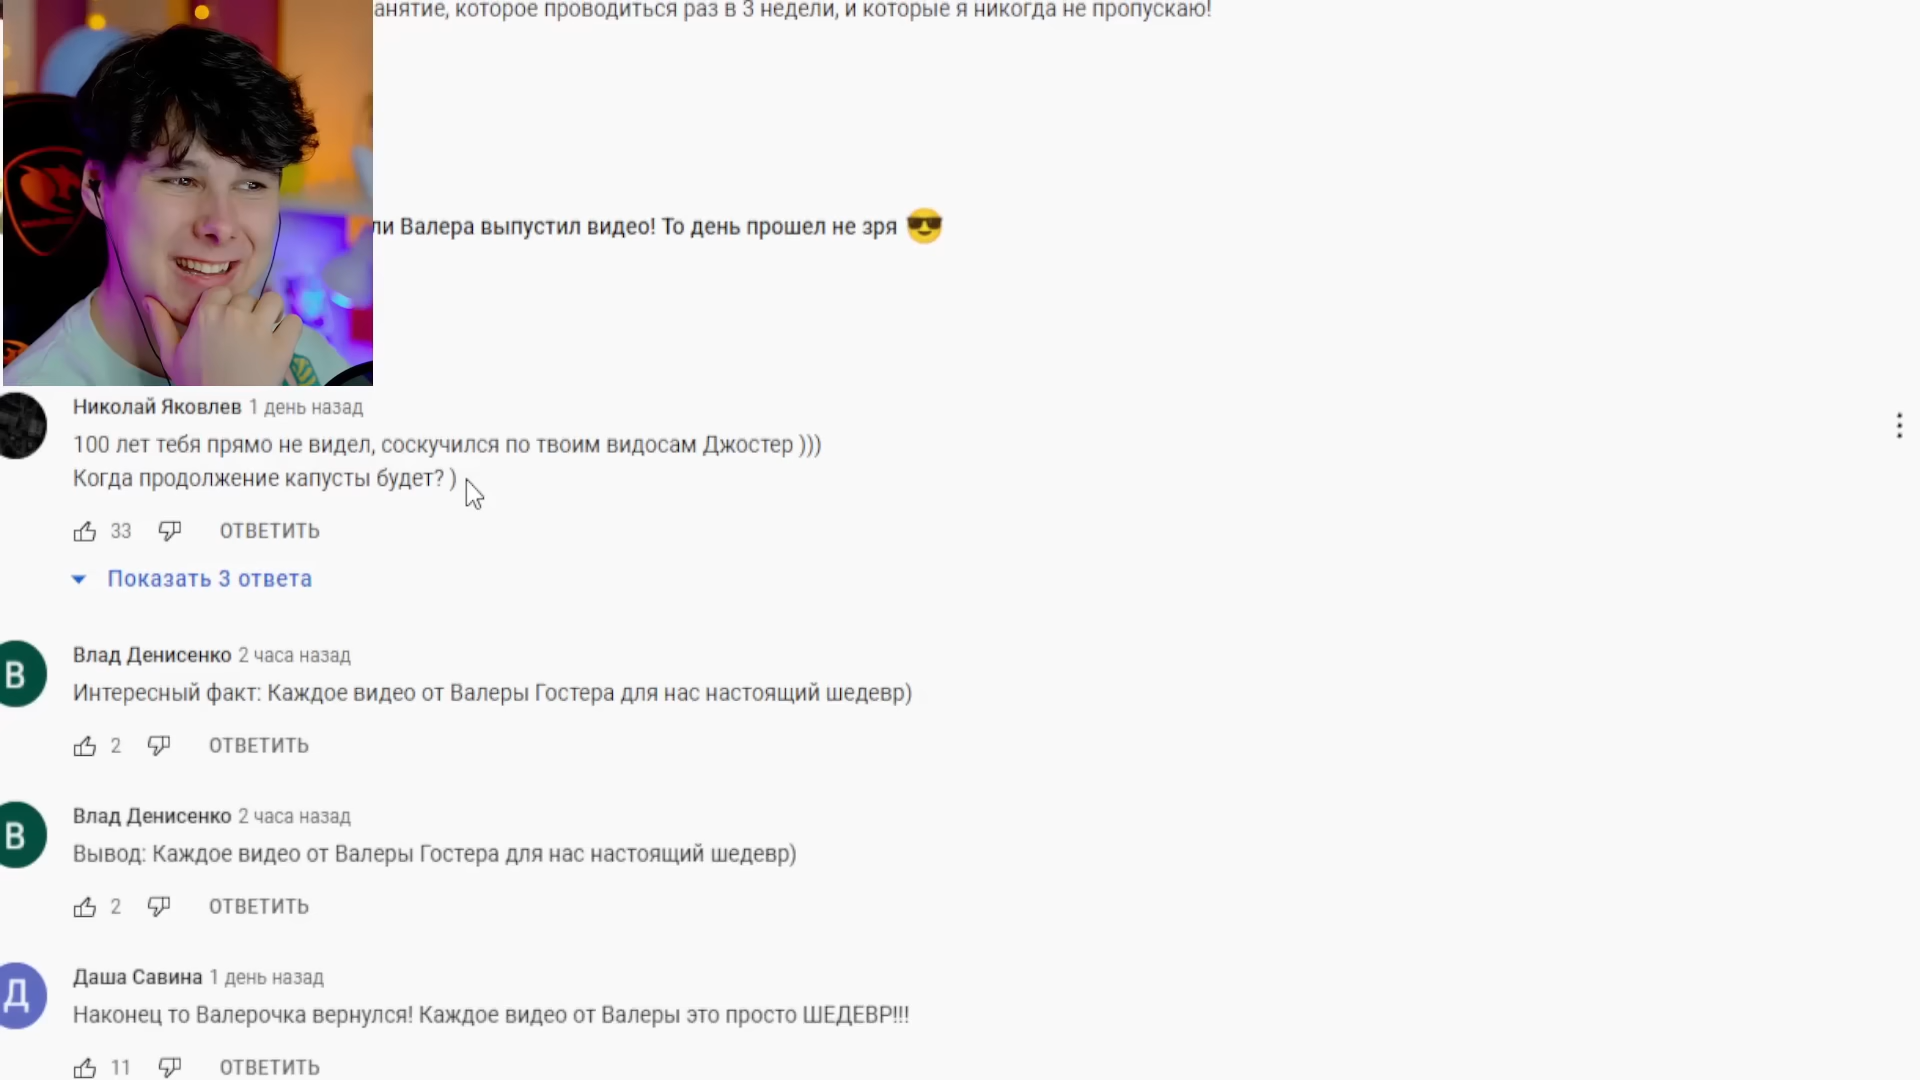 которое проводиться раз в 3 недели, и которые я никогда не пропускаю!
Валера выпустил видео! То день прошел не зря
Николай Яковлев 1 день назад
100 лет тебя прямо не видел, соскучился по твоим видосам Джостер )))
Когда продолжение капусты будет? )
33 ОТВЕТИТЬ
Показать 3 ответа
В
Влад Денисенко 2 часа назад
Интересный факт: Каждое видео от Валеры Гостера для нас настоящий шедевр)
2 ОТВЕТИТЬ
В
Влад Денисенко 2 часа назад
Вывод: Каждое видео от Валеры Гостера для нас настоящий шедевр)
2 ОТВЕТИТЬ
Д
Даша Савина 1 день назад
Наконец то Валерочка вернулся! Каждое видео от Валеры это просто ШЕДЕВР!!!
11 ОТВЕТИТЬ